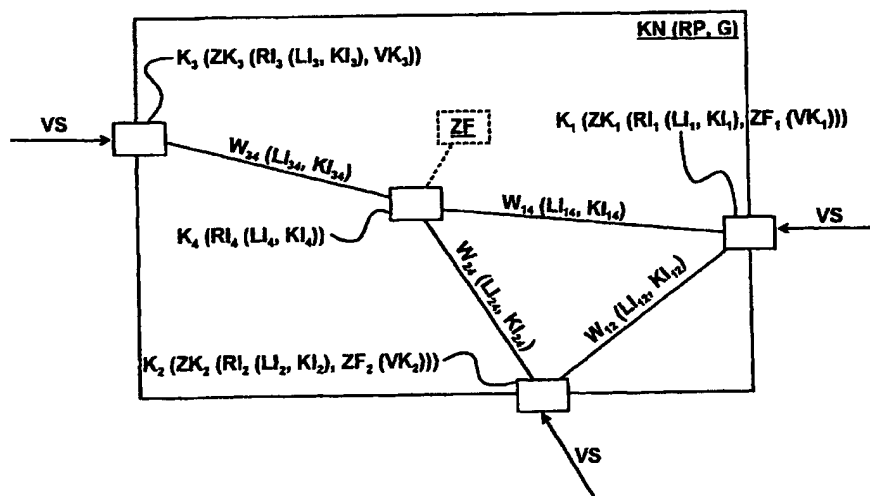 KN (RP, G)
K₃ (ZK₃ (RI₃ (LI₃, KI₃), VK₃))
VS
ZF
K₁ (ZK₁ (RI₁ (LI₁, KI₁), ZF₁ (VK₁)))
W₃₄ (LI₃₄, KI₃₄)
W₁₄ (LI₁₄, KI₁₄)
VS
K₄ (RI₄ (LI₄, KI₄))
W₂₄ (LI₂₄, KI₂₄)
W₁₂ (LI₁₂, KI₁₂)
K₂ (ZK₂ (RI₂ (LI₂, KI₂), ZF₂ (VK₂)))
VS